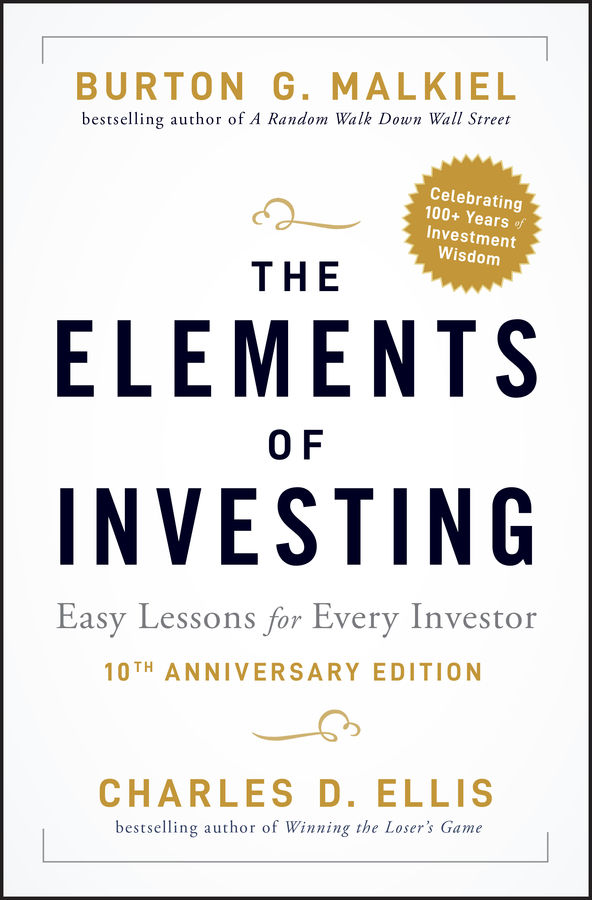 BURTON G. MALKIEL
bestselling author of A Random Walk Down Wall Street
Celebrating
100+ Years of
Investment
Wisdom
THE
ELEMENTS
OF
INVESTING
Easy Lessons for Every Investor
10TH ANNIVERSARY EDITION
CHARLES D. ELLIS
bestselling author of Winning the Loser's Game